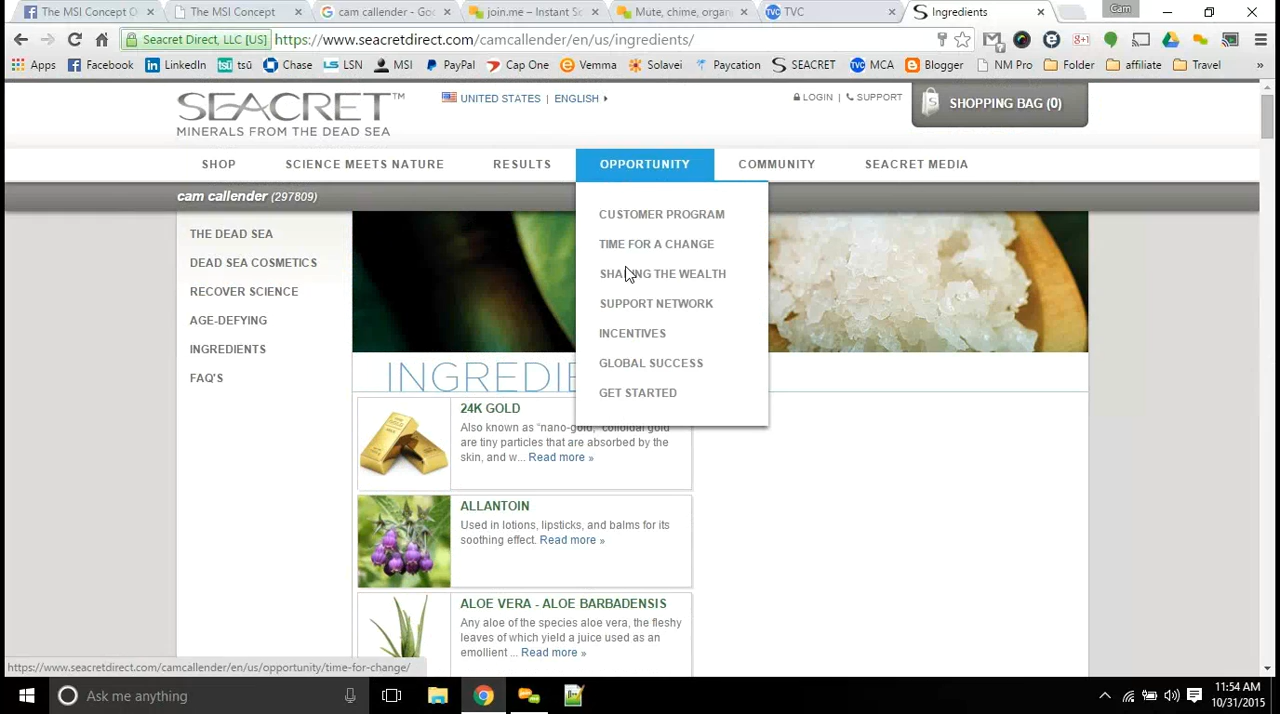 The MSI Concept O
The MSI Concept
cam callender - Go
join.me – Instant Sc
Mute, chime, organi
TVC
Ingredients
Cam
Seacret Direct, LLC [US]
https://www.seacretdirect.com/camcallender/en/us/ingredients/
Apps
Facebook
LinkedIn
tsū
Chase
LSN
MSI
PayPal
Cap One
Vemma
Solavei
Paycation
SEACRET
MCA
Blogger
NM Pro
Folder
affiliate
Travel
»
SEACRET™
MINERALS FROM THE DEAD SEA
UNITED STATES | ENGLISH
LOGIN | SUPPORT
SHOPPING BAG (0)
SHOP
SCIENCE MEETS NATURE
RESULTS
OPPORTUNITY
COMMUNITY
SEACRET MEDIA
cam callender (297809)
THE DEAD SEA
DEAD SEA COSMETICS
RECOVER SCIENCE
AGE-DEFYING
INGREDIENTS
FAQ'S
CUSTOMER PROGRAM
TIME FOR A CHANGE
SHARING THE WEALTH
SUPPORT NETWORK
INCENTIVES
GLOBAL SUCCESS
GET STARTED
INGREDIE
24K GOLD
Also known as “nano-gold,” colloidal gold
are tiny particles that are absorbed by the
skin, and w... Read more »
ALLANTOIN
Used in lotions, lipsticks, and balms for its
soothing effect. Read more »
ALOE VERA - ALOE BARBADENSIS
Any aloe of the species aloe vera, the fleshy
leaves of which yield a juice used as an
emollient ... Read more »
https://www.seacretdirect.com/camcallender/en/us/opportunity/time-for-change/
Ask me anything
11:54 AM
10/31/2015